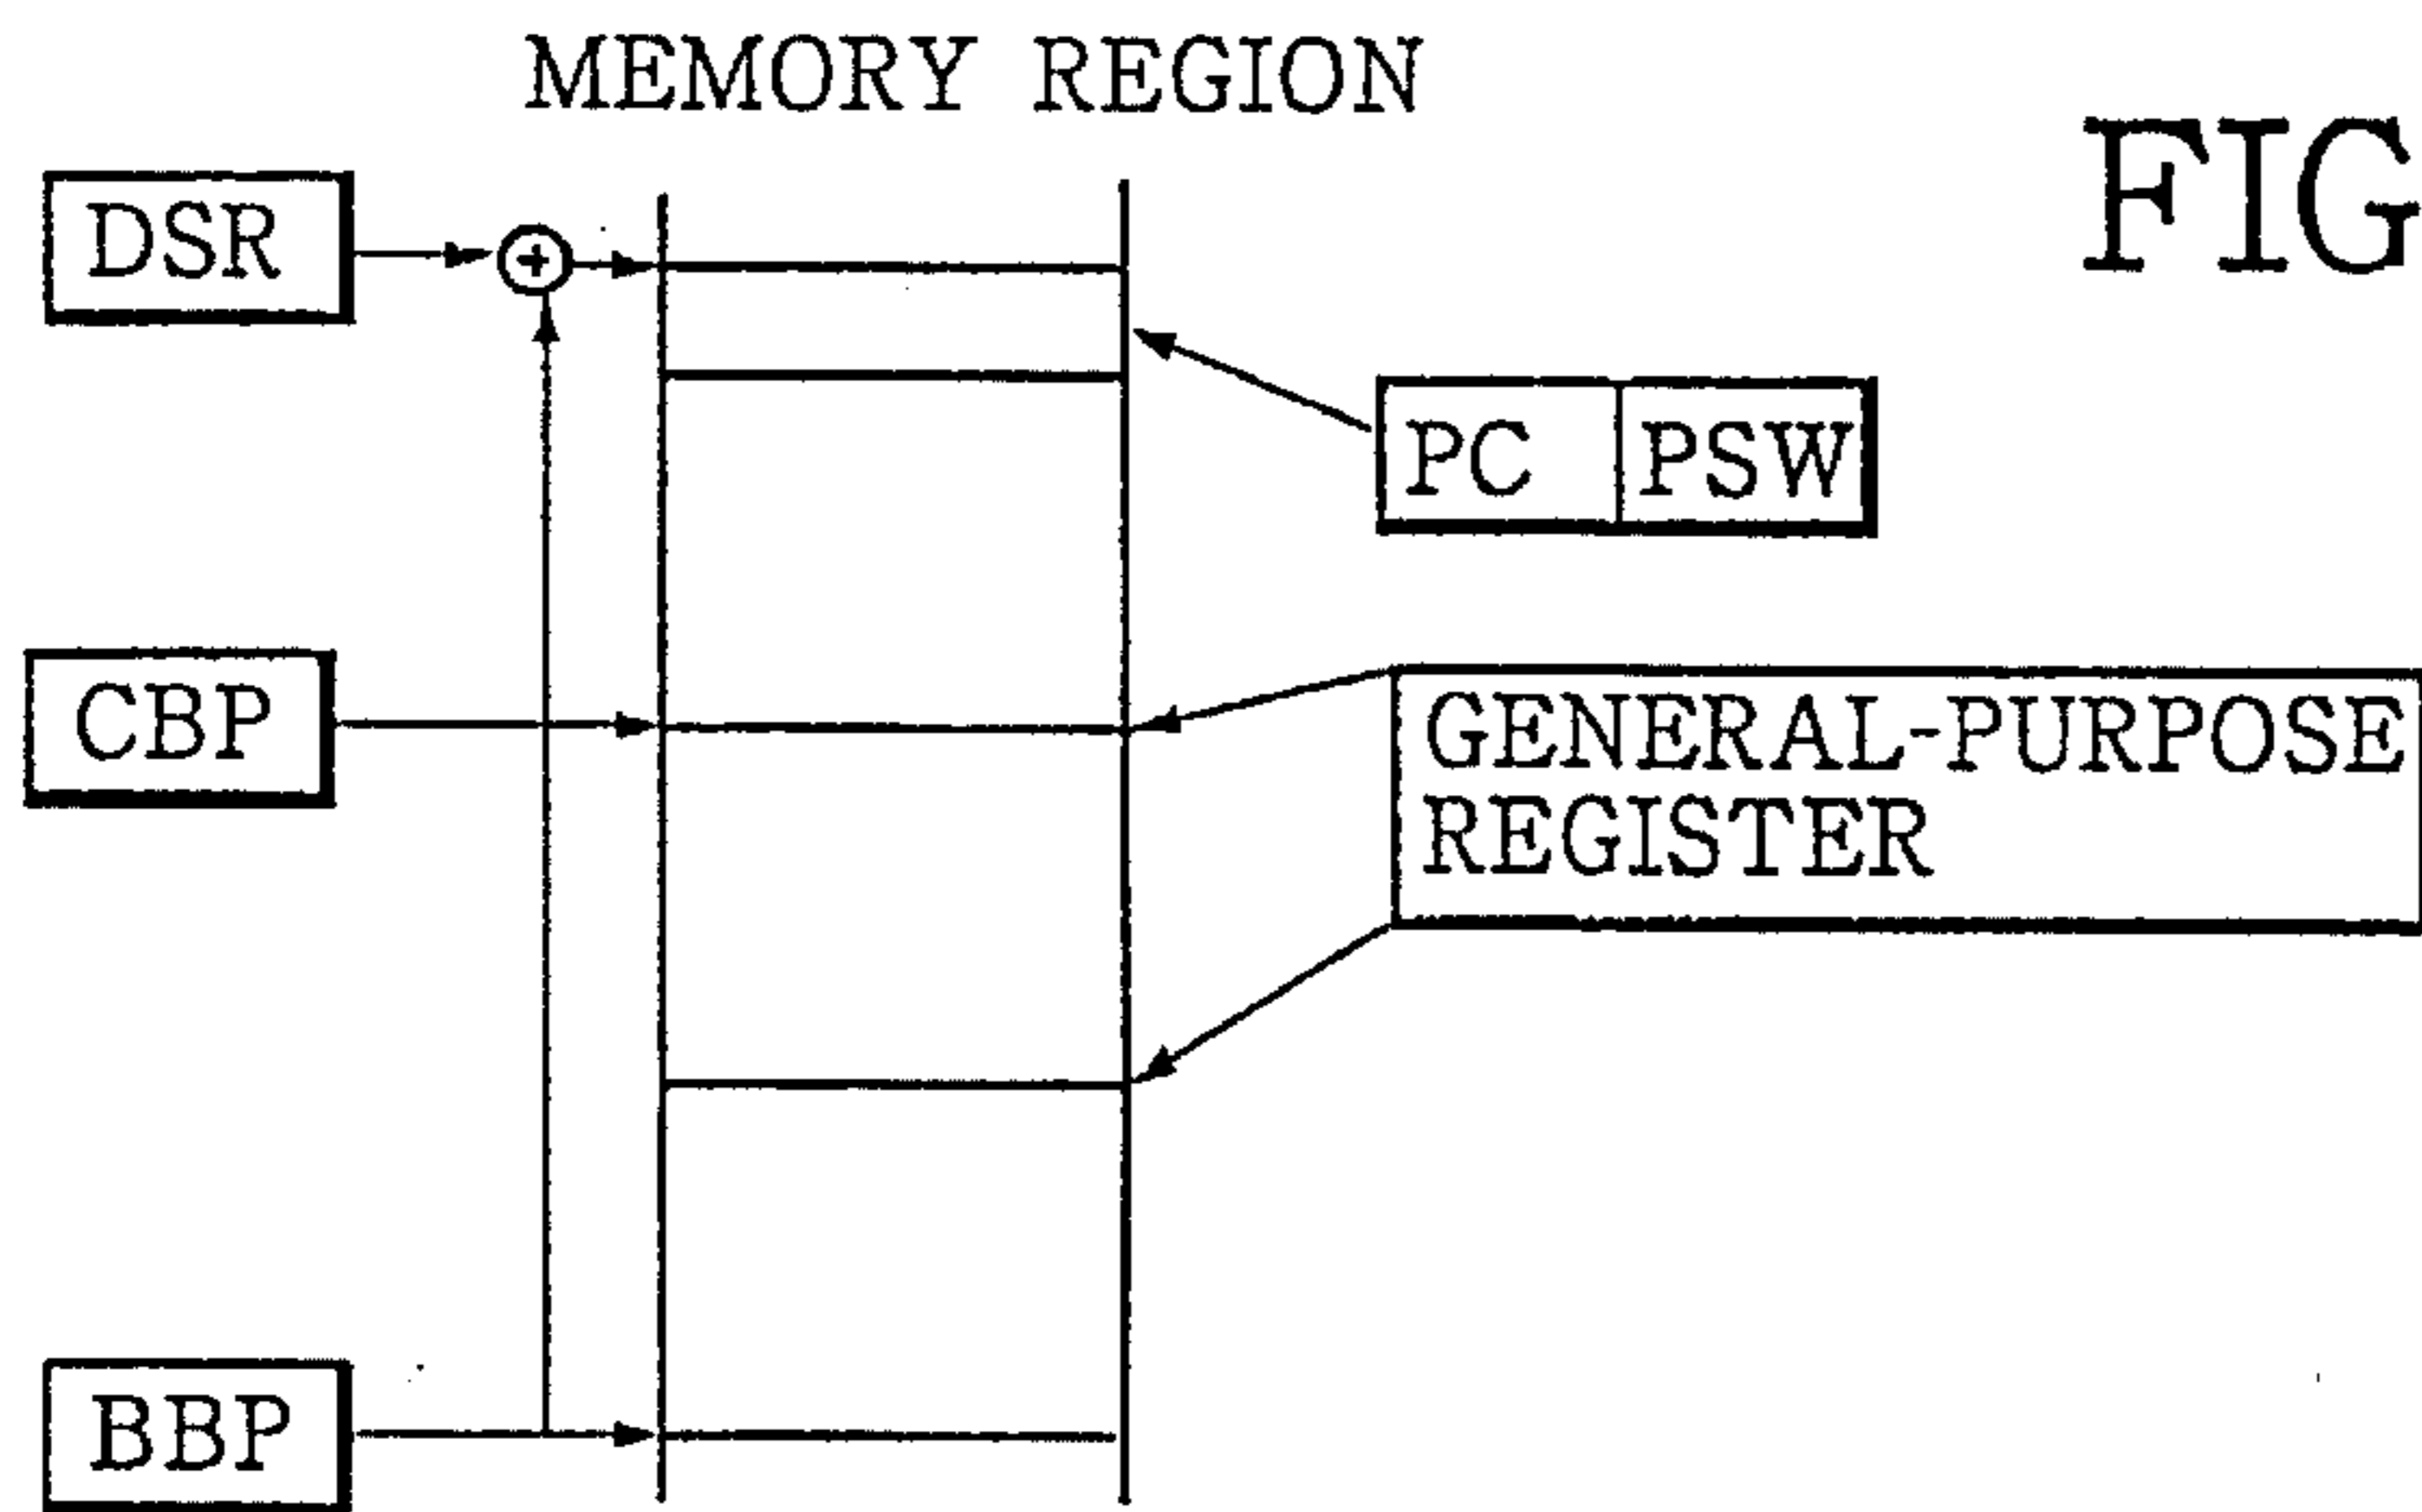 MEMORY REGION
FIG
DSR
+
PC PSW
CBP
GENERAL-PURPOSE
REGISTER
BBP